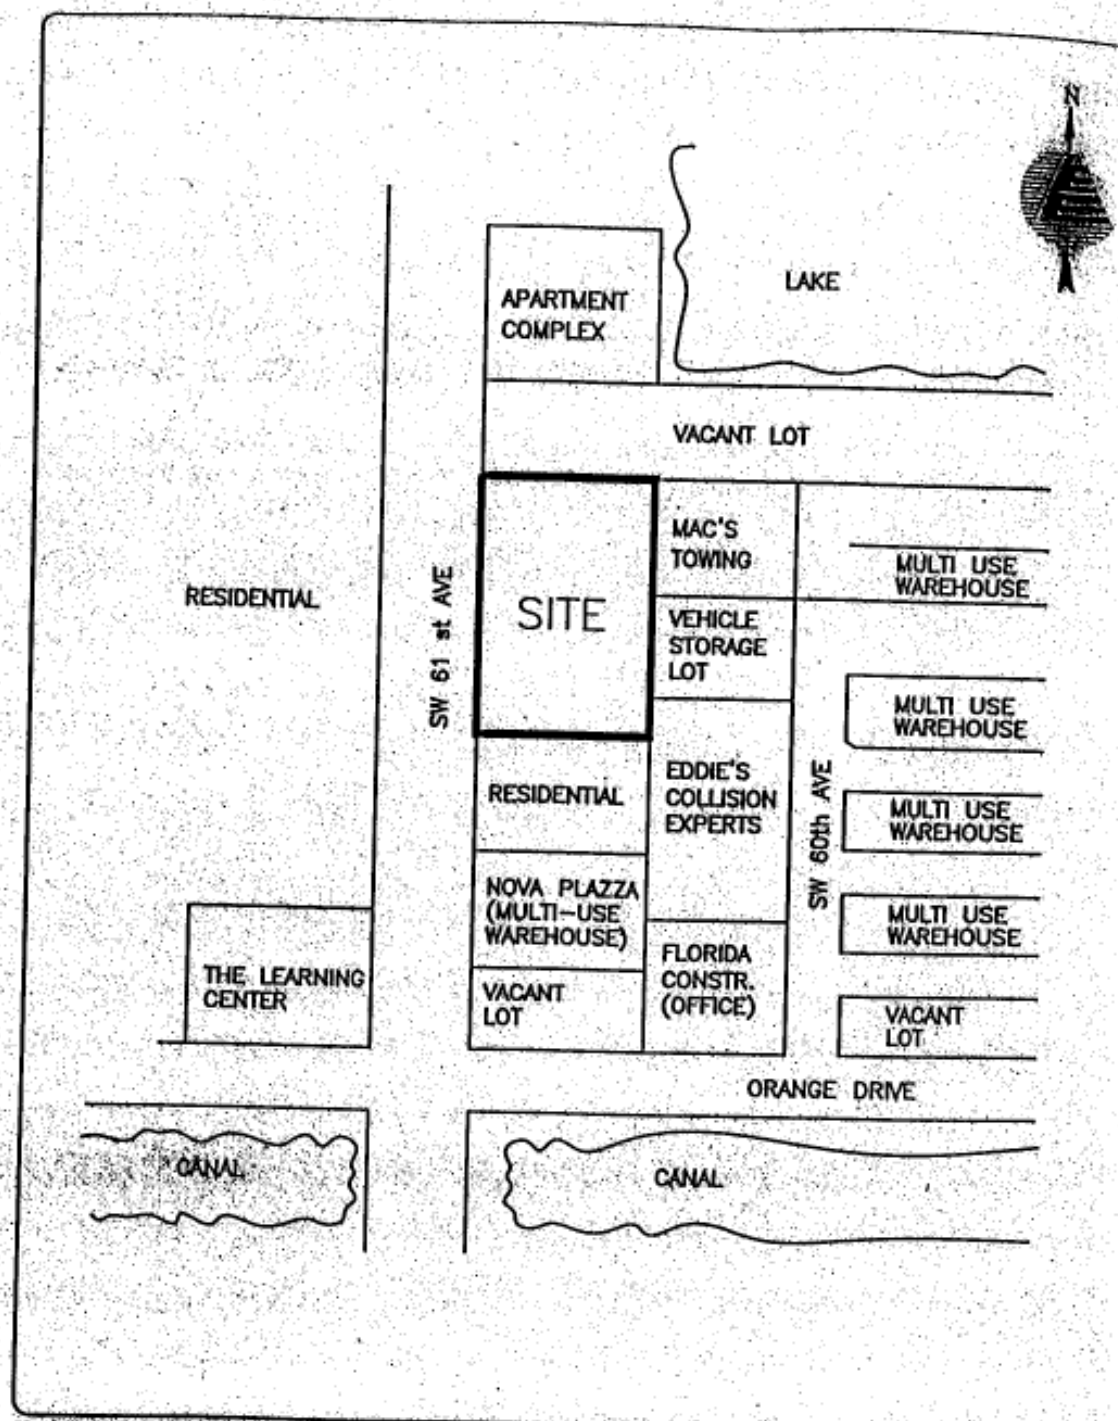 N
LAKE
APARTMENT
COMPLEX
VACANT LOT
MAC'S
TOWING
MULTI USE
WAREHOUSE
RESIDENTIAL
SW 61 st AVE
SITE
VEHICLE
STORAGE
LOT
MULTI USE
WAREHOUSE
RESIDENTIAL
EDDIE'S
COLLISION
EXPERTS
SW 60th AVE
MULTI USE
WAREHOUSE
NOVA PLAZZA
(MULTI-USE
WAREHOUSE)
MULTI USE
WAREHOUSE
THE LEARNING
CENTER
VACANT
LOT
FLORIDA
CONSTR.
(OFFICE)
VACANT
LOT
ORANGE DRIVE
CANAL
CANAL